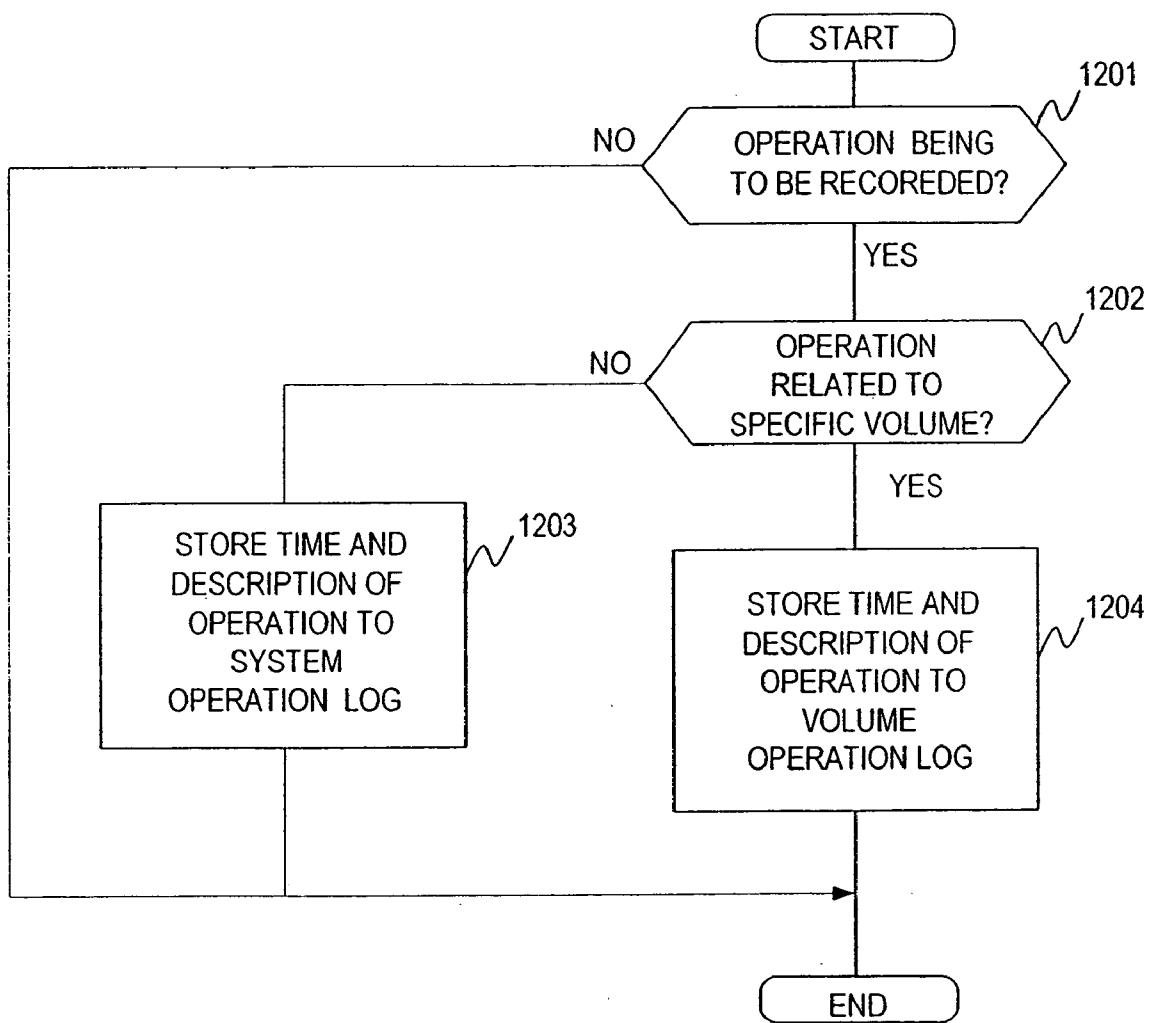 START
1201
NO
OPERATION BEING
TO BE RECOREDED?
YES
1202
NO
OPERATION
RELATED TO
SPECIFIC VOLUME?
YES
1203
STORE TIME AND
DESCRIPTION OF
OPERATION TO
SYSTEM
OPERATION LOG
1204
STORE TIME AND
DESCRIPTION OF
OPERATION TO
VOLUME
OPERATION LOG
END